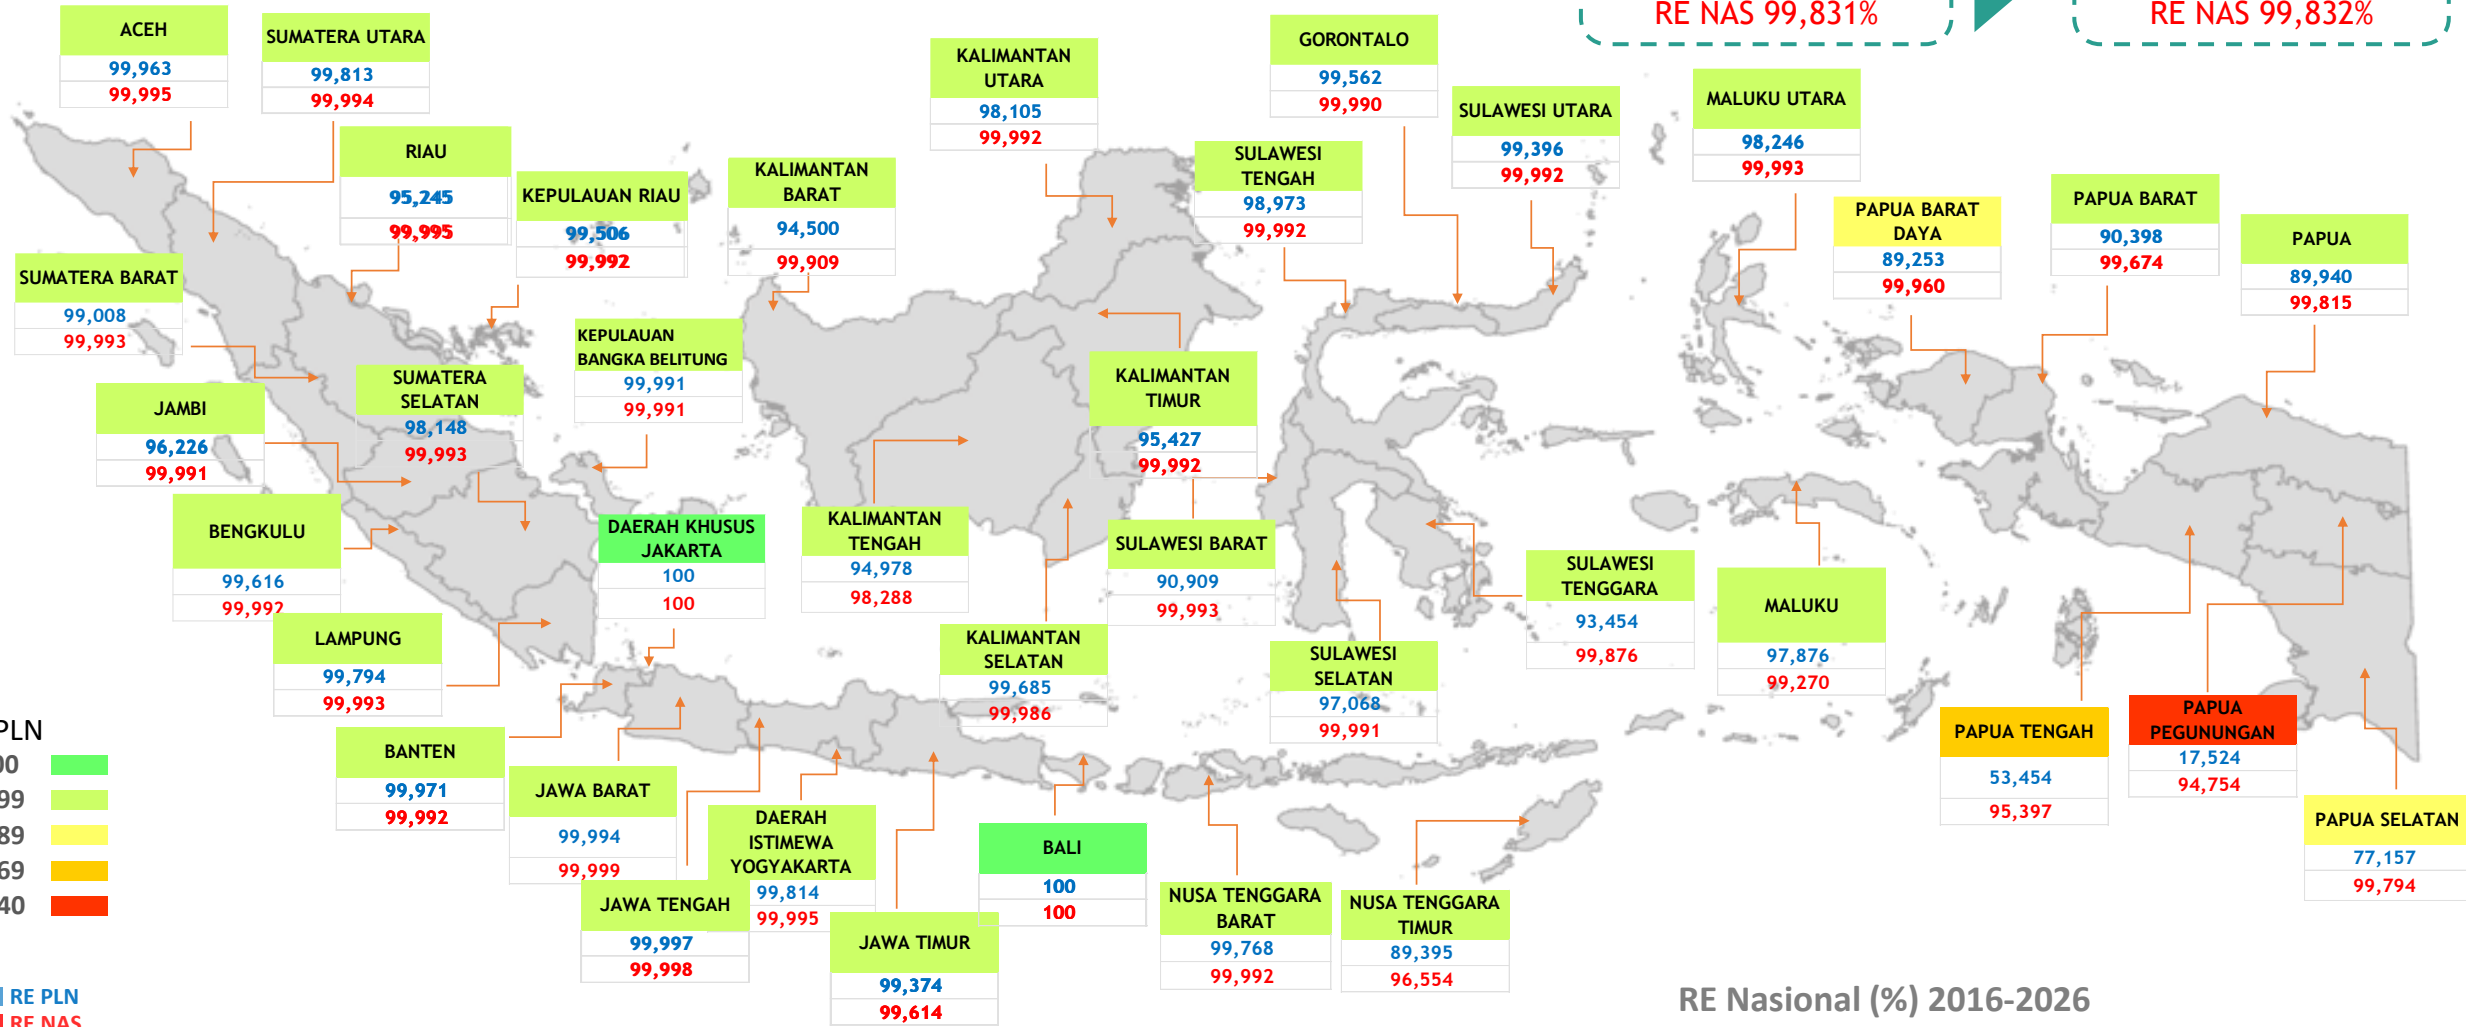 RE NAS 99,831%
RE NAS 99,832%
ACEH
99,963
99,995
SUMATERA UTARA
99,813
99,994
RIAU
95,245
99,995
KEPULAUAN RIAU
99,506
99,992
KALIMANTAN
BARAT
94,500
99,909
KALIMANTAN
UTARA
98,105
99,992
SULAWESI
TENGAH
98,973
99,992
GORONTALO
99,562
99,990
SULAWESI UTARA
99,396
99,992
MALUKU UTARA
98,246
99,993
PAPUA BARAT
DAYA
89,253
99,960
PAPUA BARAT
90,398
99,674
PAPUA
89,940
99,815
SUMATERA BARAT
99,008
99,993
JAMBI
96,226
99,991
SUMATERA
SELATAN
98,148
99,993
KEPULAUAN
BANGKA BELITUNG
99,991
99,991
KALIMANTAN
TIMUR
95,427
99,992
BENGKULU
99,616
99,992
DAERAH KHUSUS
JAKARTA
100
100
KALIMANTAN
TENGAH
94,978
98,288
SULAWESI BARAT
90,909
99,993
SULAWESI
TENGGARA
93,454
99,876
MALUKU
97,876
99,270
LAMPUNG
99,794
99,993
KALIMANTAN
SELATAN
99,685
99,986
SULAWESI
SELATAN
97,068
99,991
PAPUA TENGAH
53,454
95,397
PAPUA
PEGUNUNGAN
17,524
94,754
PAPUA SELATAN
77,157
99,794
BANTEN
99,971
99,992
JAWA BARAT
99,994
99,999
DAERAH
ISTIMEWA
YOGYAKARTA
99,814
99,995
JAWA TENGAH
99,997
99,998
JAWA TIMUR
99,374
99,614
BALI
100
100
NUSA TENGGARA
BARAT
99,768
99,992
NUSA TENGGARA
TIMUR
89,395
96,554
PLN
00
99
89
69
40
RE PLN
RE NAS
RE Nasional (%) 2016-2026